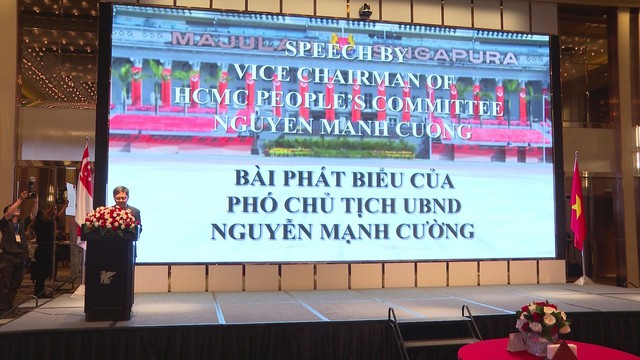 MAJULA SINGAPURA
SPEECH BY
VICE CHAIRMAN OF
HCMC PEOPLE'S COMMITTEE
NGUYEN MANH CUONG
BÀI PHÁT BIỂU CỦA
PHÓ CHỦ TỊCH UBND
NGUYỄN MẠNH CƯỜNG